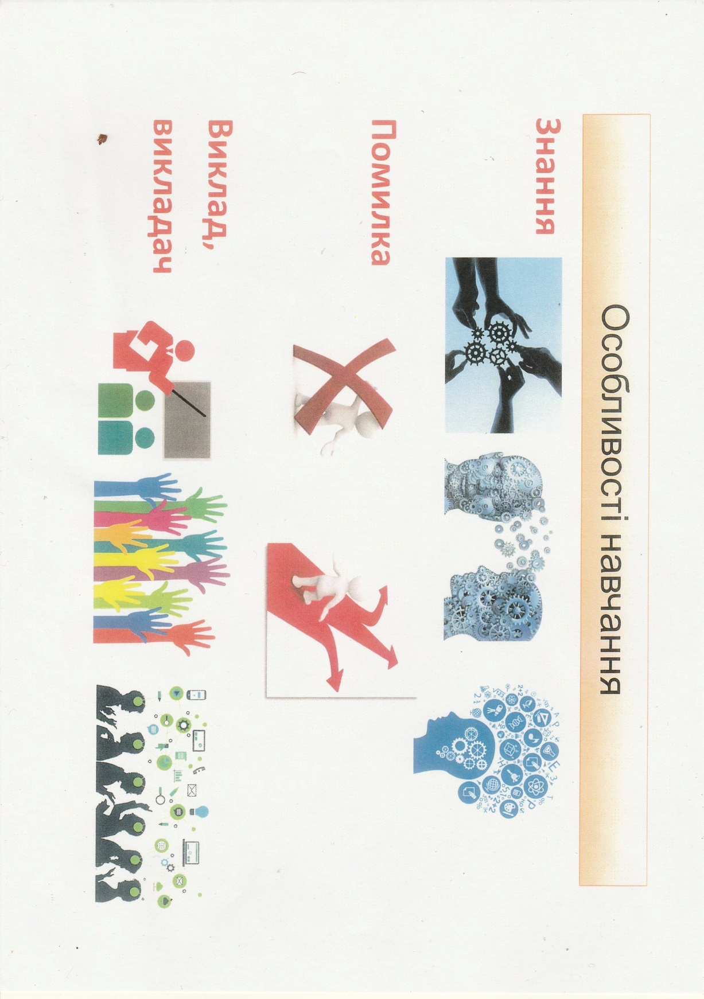 Особливості навчання
Знання
Помилка
Виклад,
викладач